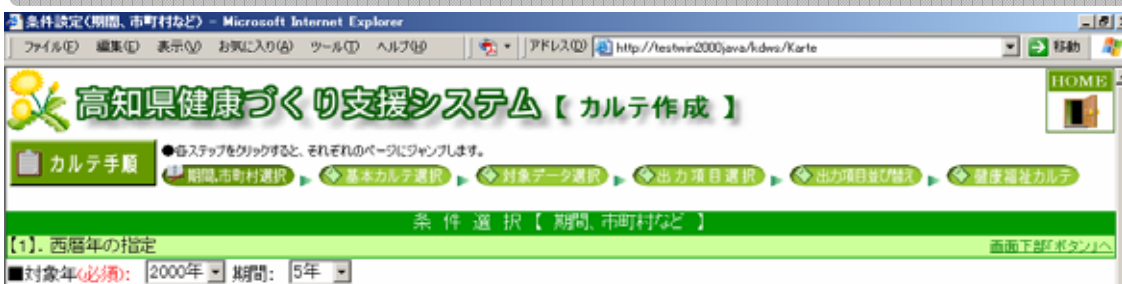 条件設定(期間、市町村など) - Microsoft Internet Explorer
ファイル(F) 編集(E) 表示(V) お気に入り(A) ツール(T) ヘルプ(H) アドレス(D) http://testwin2000java/kdws/Karte 移動
高知県健康づくり支援システム【 カルテ作成 】
HOME
カルテ手順
●各ステップをクリックすると、それぞれのページにジャンプします。
期間,市町村選択 基本カルテ選択 対象データ選択 出力項目選択 出力項目並び替え 健康福祉カルテ
条 件 選 択 【 期間、市町村など 】
【1】. 西暦年の指定 画面下部「ボタン」へ
■対象年(必須): 2000年 期間: 5年